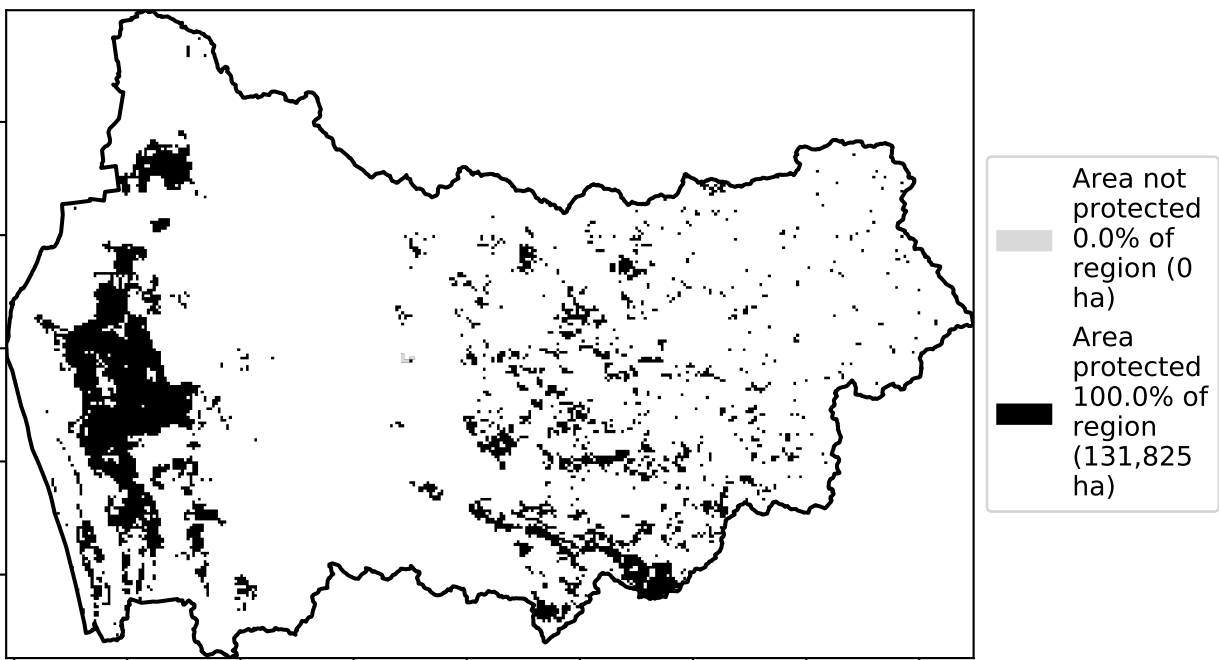 Area not
protected
0.0% of
region (0
ha)
Area
protected
100.0% of
region
(131,825
ha)